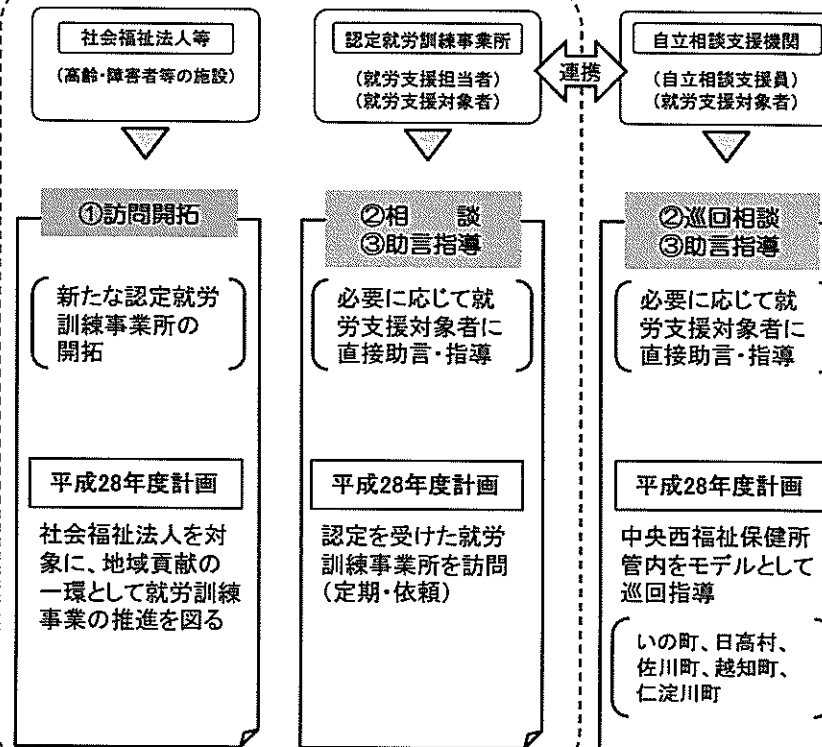 社会福祉法人等
(高齢・障害者等の施設)
①訪問開拓
新たな認定就労
訓練事業所の
開拓
平成28年度計画
社会福祉法人を対
象に、地域貢献の
一環として就労訓練
事業の推進を図る
認定就労訓練事業所
(就労支援担当者)
(就労支援対象者)
②相　　談
③助言指導
必要に応じて就
労支援対象者に
直接助言・指導
平成28年度計画
認定を受けた就労
訓練事業所を訪問
(定期・依頼)
連携
自立相談支援機関
(自立相談支援員)
(就労支援対象者)
②巡回相談
③助言指導
必要に応じて就
労支援対象者に
直接助言・指導
平成28年度計画
中央西福祉保健所
管内をモデルとして
巡回指導
いの町、日高村、
佐川町、越知町、
仁淀川町